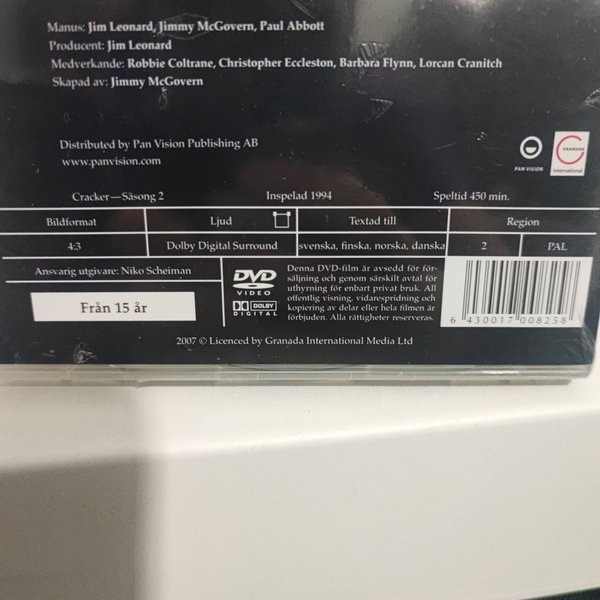 Manus: Jim Leonard, Jimmy McGovern, Paul Abbott
Producent: Jim Leonard
Medverkande: Robbie Coltrane, Christopher Eccleston, Barbara Flynn, Lorcan Cranitch
Skapad av: Jimmy McGovern
Distributed by Pan Vision Publishing AB
www.panvision.com
PAN VISION
GRANADA
International
Cracker—Säsong 2 Inspelad 1994 Speltid 450 min.
Bildformat Ljud Textad till Region
4:3 Dolby Digital Surround svenska, finska, norska, danska 2 PAL
Ansvarig utgivare: Niko Scheiman
Från 15 år
DVD
VIDEO
DOLBY
DIGITAL
Denna DVD-film är avsedd för för-
säljning och genom särskilt avtal för
uthyrning för enbart privat bruk. All
offentlig visning, vidarespridning och
kopiering av delar eller hela filmen är
förbjuden. Alla rättigheter reserveras.
6 430017 008258
2007 © Licenced by Granada International Media Ltd